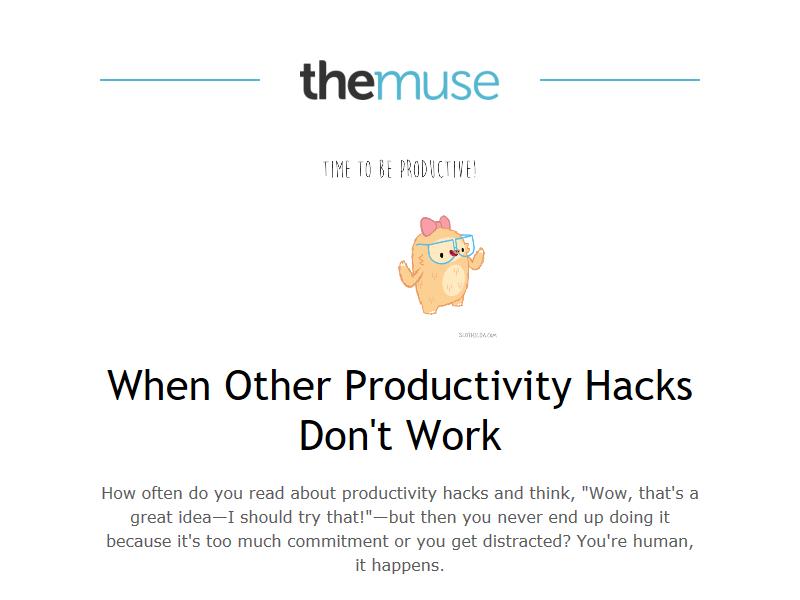 themuse
TIME TO BE PRODUCTIVE!
SLOTHILDA.COM
When Other Productivity Hacks
Don't Work
How often do you read about productivity hacks and think, "Wow, that's a
great idea—I should try that!"—but then you never end up doing it
because it's too much commitment or you get distracted? You're human,
it happens.